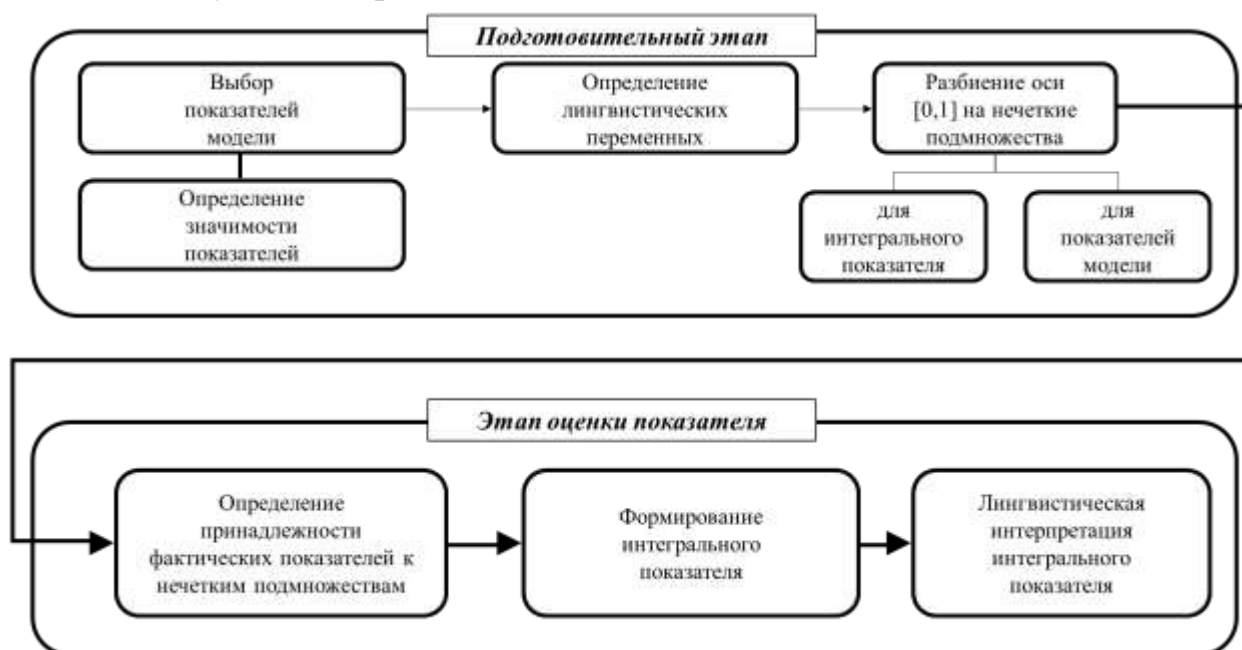 Подготовительный этап
Выбор
показателей
модели
Определение
лингвистических
переменных
Разбиение оси
[0,1] на нечеткие
подмножества
Определение
значимости
показателей
для
интегрального
показателя
для
показателей
модели
Этап оценки показателя
Определение
принадлежности
фактических показателей к
нечетким подмножествам
Формирование
интегрального
показателя
Лингвистическая
интерпретация
интегрального
показателя